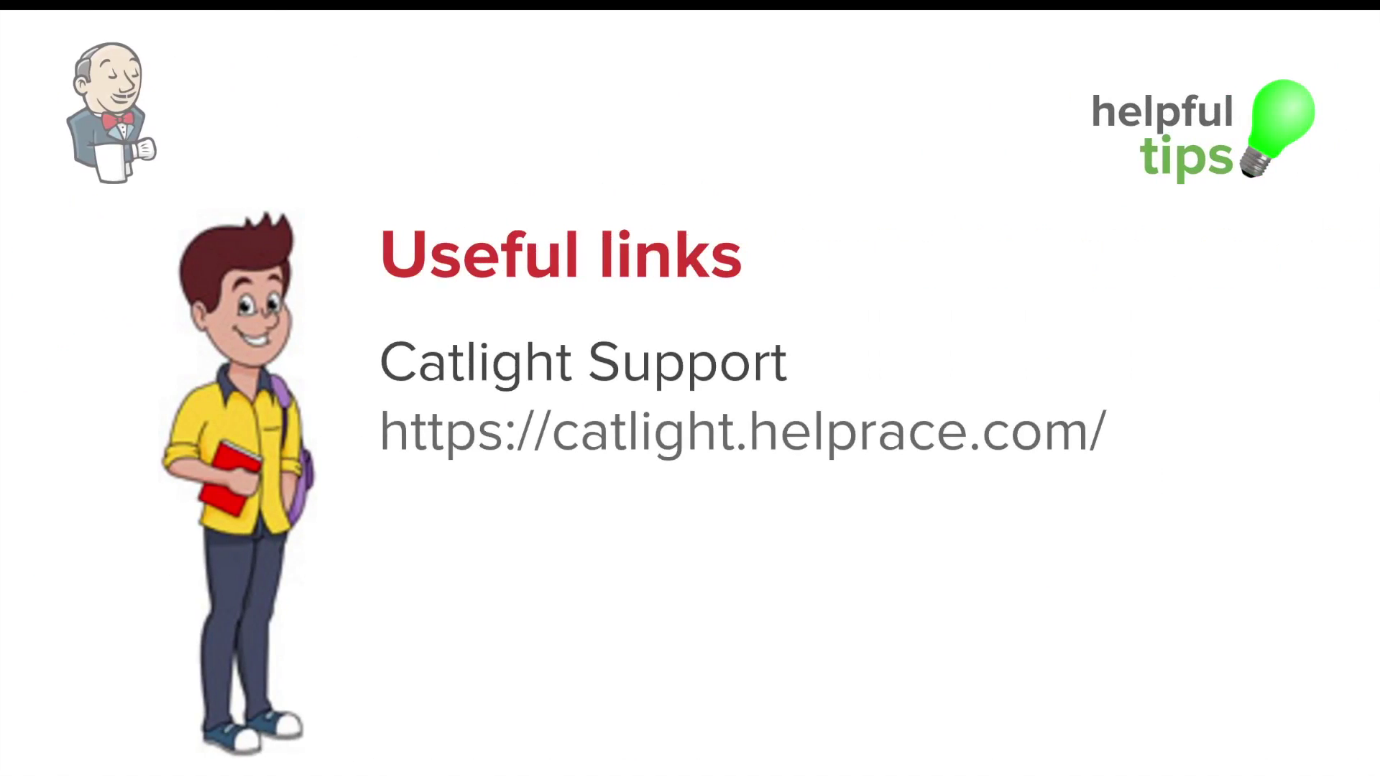 helpful
tips
Useful links
Catlight Support
https://catlight.helprace.com/